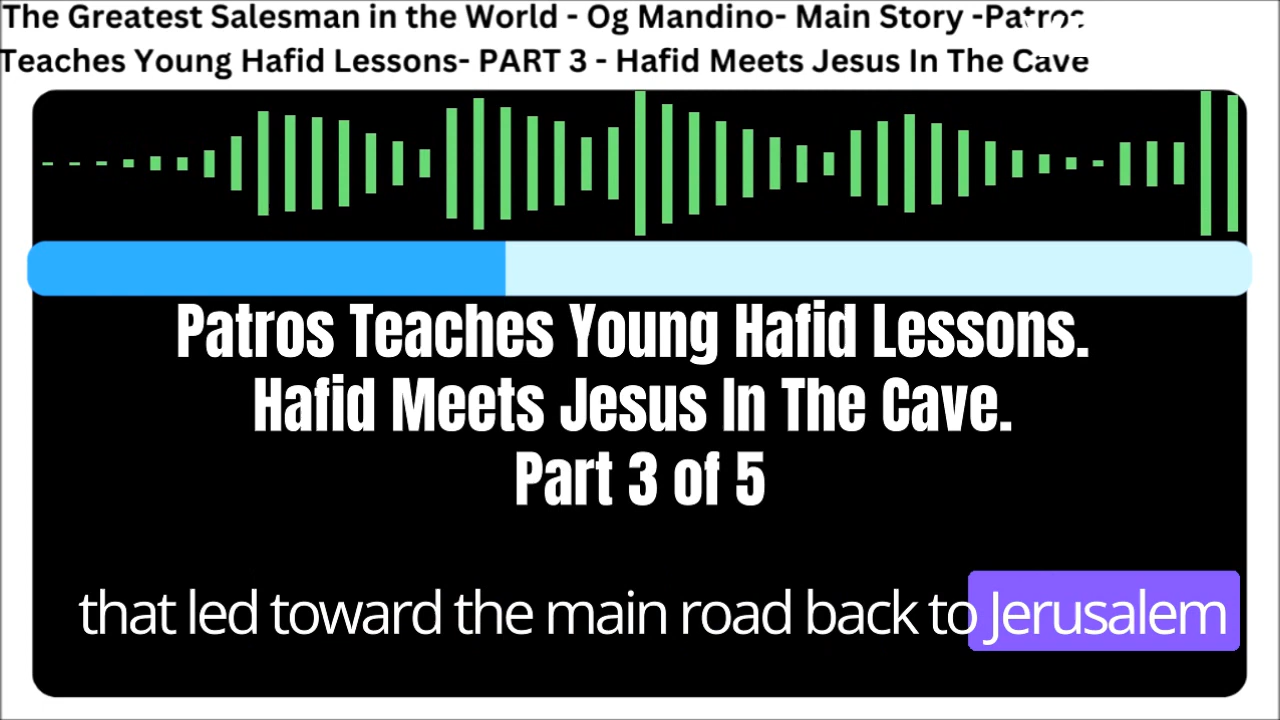 The Greatest Salesman in the World - Og Mandino- Main Story -Patros
Teaches Young Hafid Lessons- PART 3 - Hafid Meets Jesus In The Cave
Patros Teaches Young Hafid Lessons.
Hafid Meets Jesus In The Cave.
Part 3 of 5
that led toward the main road back to Jerusalem